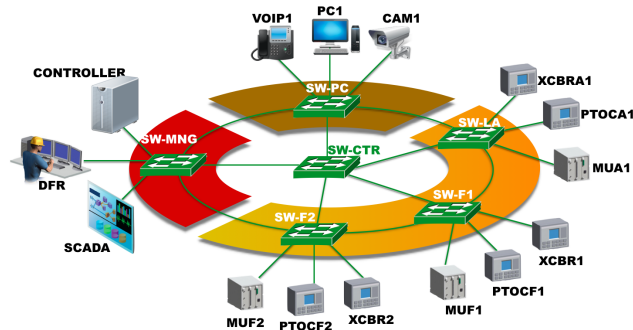 VOIP1
PC1
CAM1
CONTROLLER
SW-PC
XCBRA1
PTOCA1
SW-LA
SW-MNG
SW-CTR
MUA1
DFR
SW-F2
SW-F1
SCADA
XCBR1
PTOCF1
MUF1
MUF2
PTOCF2
XCBR2